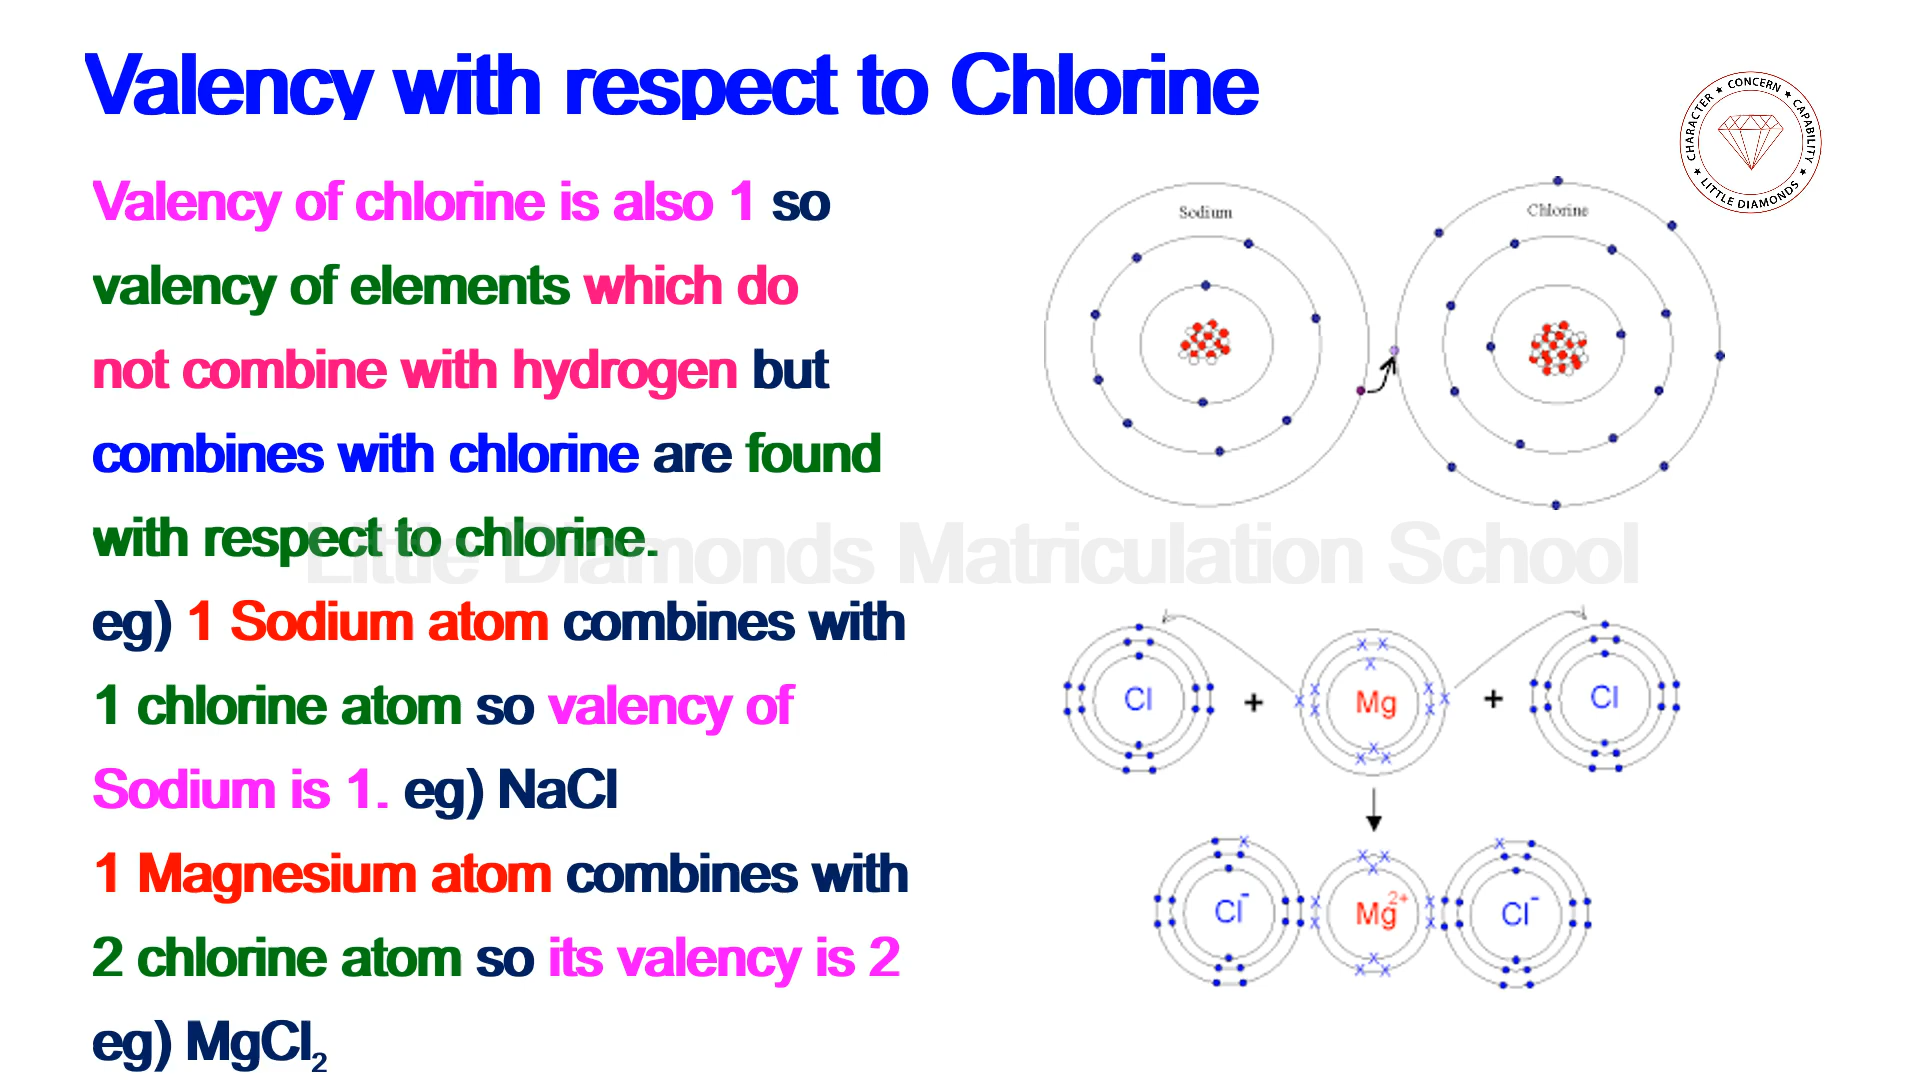 Valency with respect to Chlorine
CHARACTER ★ CONCERN ★ CAPABILITY ★ LITTLE DIAMONDS ★
Valency of chlorine is also 1 so
valency of elements which do
not combine with hydrogen but
combines with chlorine are found
with respect to chlorine.
eg) 1 Sodium atom combines with
1 chlorine atom so valency of
Sodium is 1. eg) NaCl
1 Magnesium atom combines with
2 chlorine atom so its valency is 2
eg) MgCl₂
Sodium
Chlorine
Little Diamonds Matriculation School
Cl + Mg + Cl
Cl⁻ Mg²⁺ Cl⁻